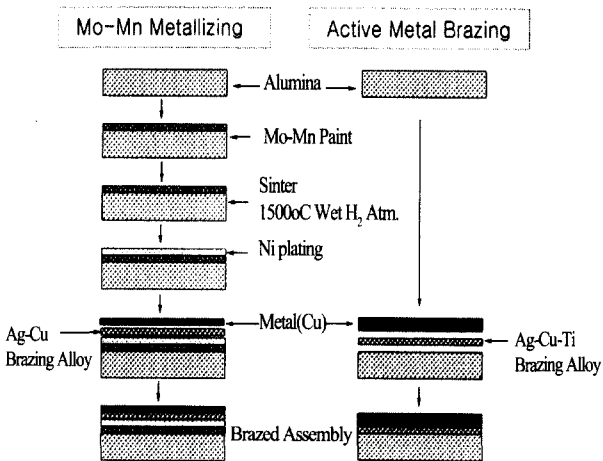 Mo-Mn Metallizing
Active Metal Brazing
Alumina
Mo-Mn Paint
Sinter
1500oC Wet H₂ Atm.
Ni plating
Metal(Cu)
Ag-Cu
Brazing Alloy
Ag-Cu-Ti
Brazing Alloy
Brazed Assembly